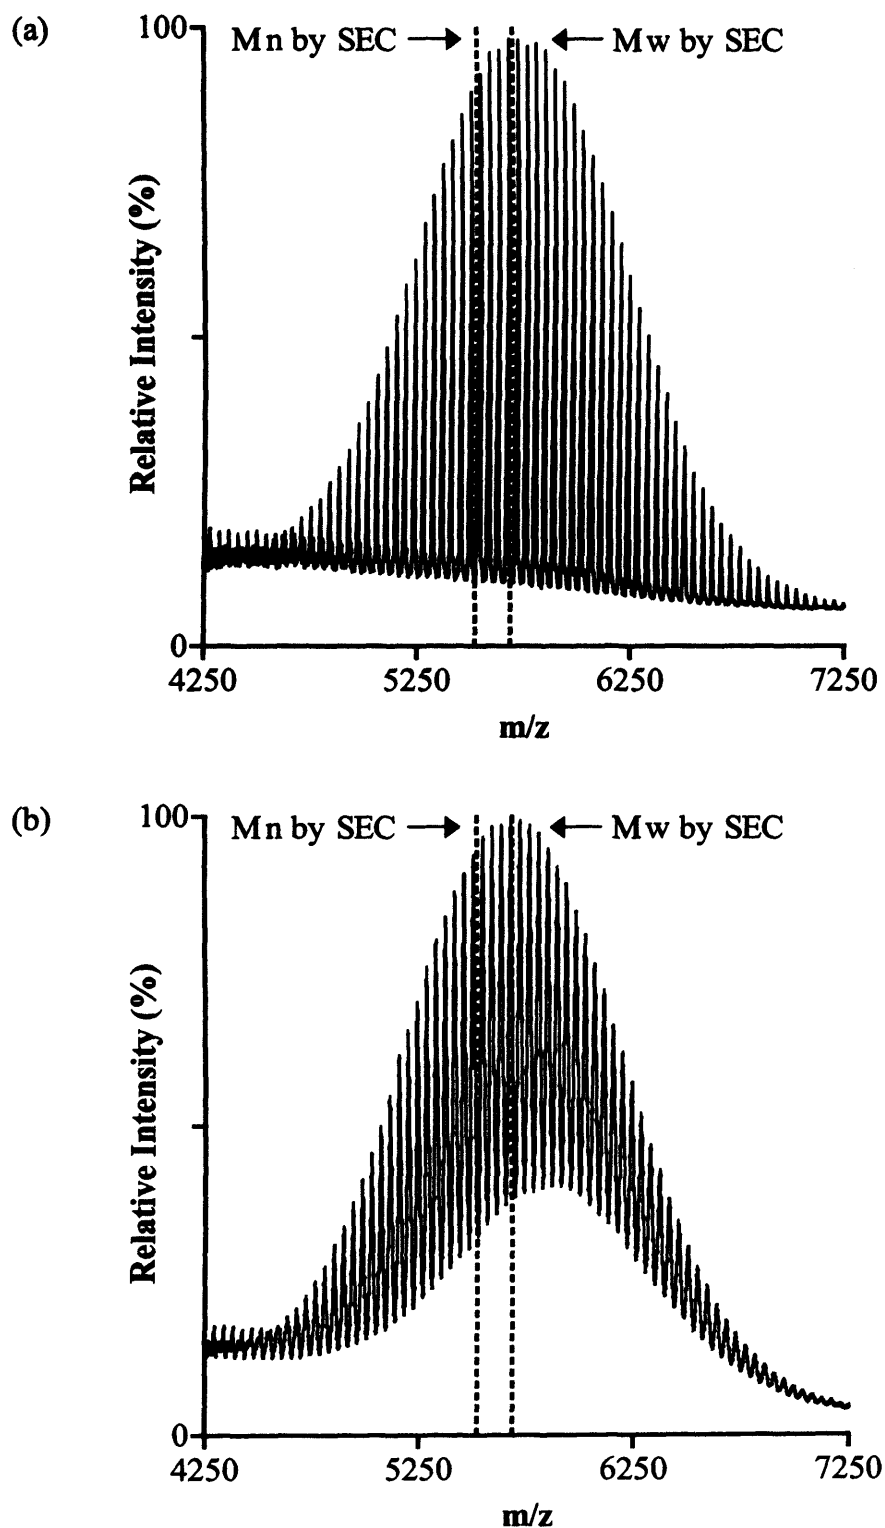 (a)
100
Mn by SEC
Mw by SEC
Relative Intensity (%)
0
4250
5250
6250
7250
m/z
(b)
100
Mn by SEC
Mw by SEC
Relative Intensity (%)
0
4250
5250
6250
7250
m/z